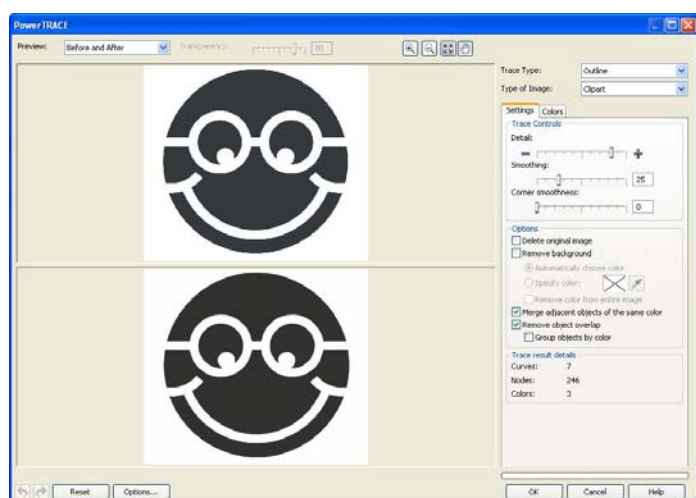 PowerTRACE
Preview: Before and After Transparency: 80
Trace Type: Outline
Type of Image: Clipart
Settings Colors
Trace Controls
Detail:
Smoothing:
25
Corner smoothness:
0
Options
Delete original image
Remove background
Automatically choose color
Specify color:
Remove color from entire image
Merge adjacent objects of the same color
Remove object overlap
Group objects by color
Trace result details
Curves: 7
Nodes: 246
Colors: 3
Reset Options... OK Cancel Help